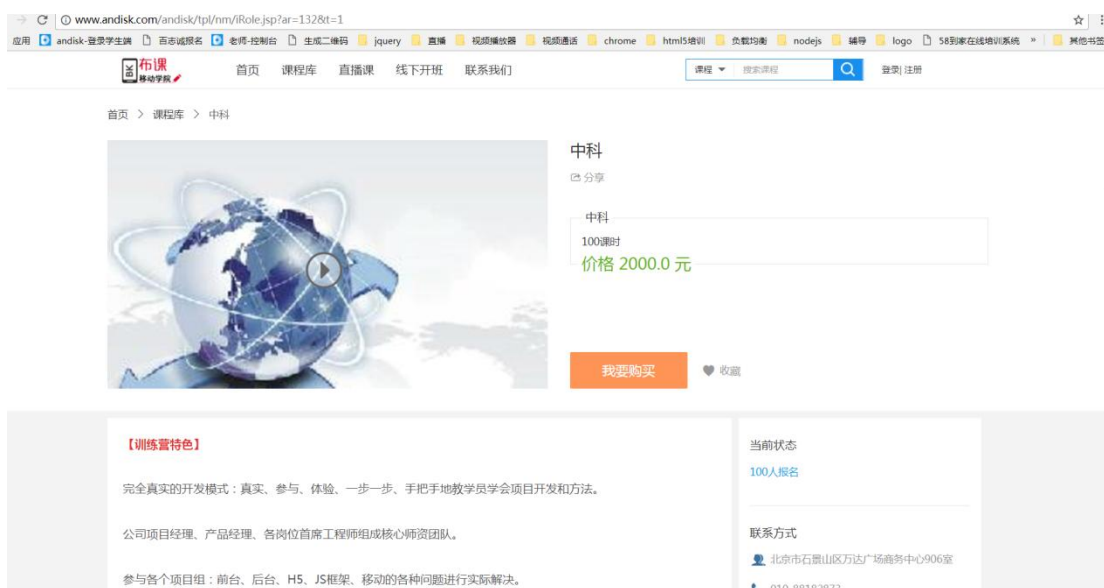 www.andisk.com/andisk/tpl/nm/iRole.jsp?ar=132&t=1
应用 andisk-登录学生端 百志诚报名 老师-控制台 生成二维码 jquery 直播 视频播放器 视频通话 chrome html5培训 负载均衡 nodejs 辅导 logo 58到家在线培训系统 » 其他书签
BK 布课 移动学院 首页 课程库 直播课 线下开班 联系我们 课程 搜索课程 登录| 注册
首页 > 课程库 > 中科
中科
分享
中科
100课时
价格 2000.0 元
我要购买 收藏
【训练营特色】
完全真实的开发模式：真实、参与、体验、一步一步、手把手地教学员学会项目开发和方法。
公司项目经理、产品经理、各岗位首席工程师组成核心师资团队。
参与各个项目组：前台、后台、H5、JS框架、移动的各种问题进行实际解决。
当前状态
100人报名
联系方式
北京市石景山区万达广场商务中心906室